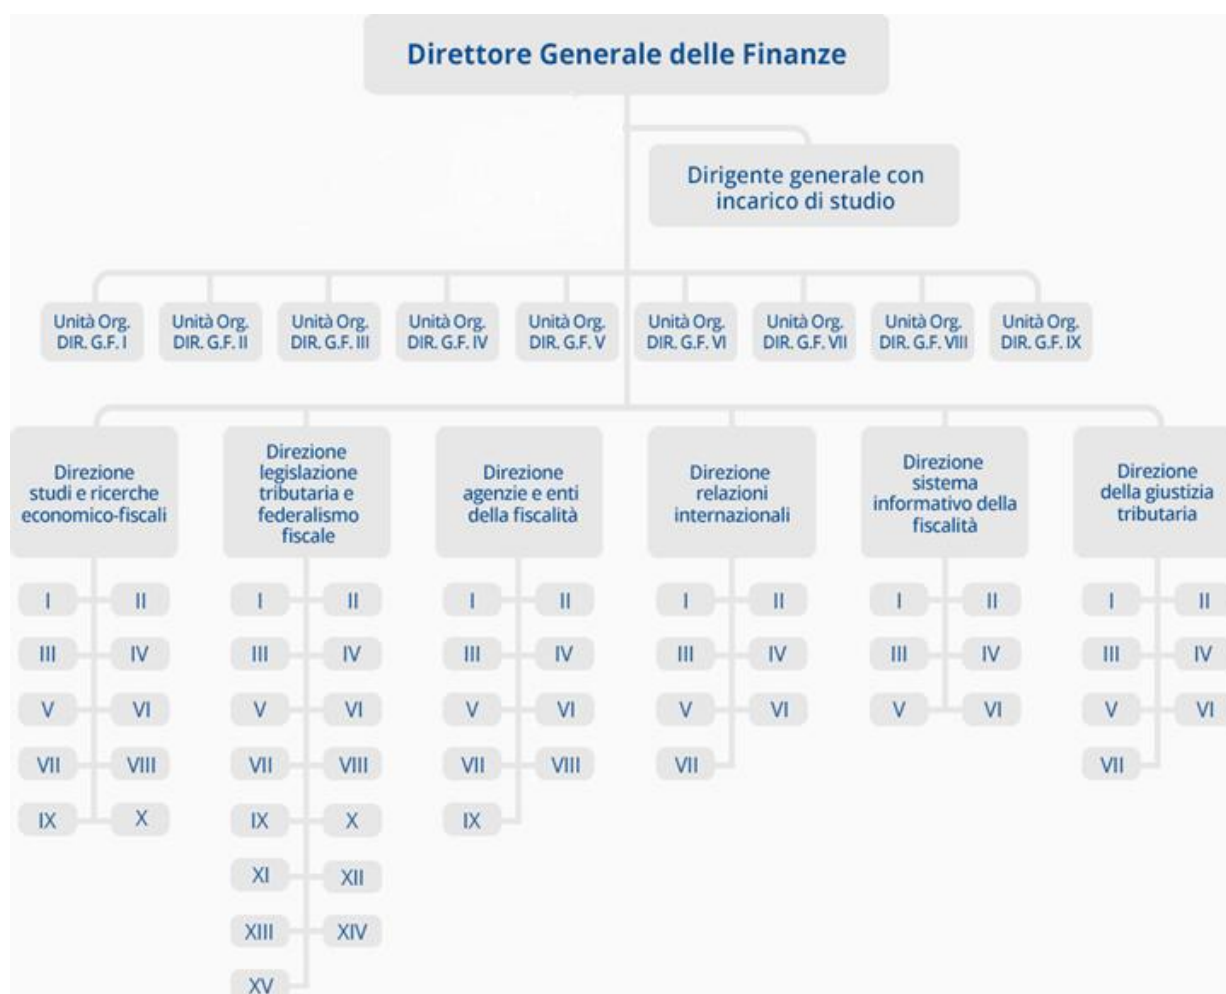 Direttore Generale delle Finanze
Dirigente generale con
incarico di studio
Unità Org.
DIR. G.F. I
Unità Org.
DIR. G.F. II
Unità Org.
DIR. G.F. III
Unità Org.
DIR. G.F. IV
Unità Org.
DIR. G.F. V
Unità Org.
DIR. G.F. VI
Unità Org.
DIR. G.F. VII
Unità Org.
DIR. G.F. VIII
Unità Org.
DIR. G.F. IX
Direzione
studi e ricerche
economico-fiscali
I II
III IV
V VI
VII VIII
IX X
Direzione
legislazione
tributaria e
federalismo
fiscale
I II
III IV
V VI
VII VIII
IX X
XI XII
XIII XIV
XV
Direzione
agenzie e enti
della fiscalità
I II
III IV
V VI
VII VIII
IX
Direzione
relazioni
internazionali
I II
III IV
V VI
VII
Direzione
sistema
informativo della
fiscalità
I II
III IV
V VI
Direzione
della giustizia
tributaria
I II
III IV
V VI
VII